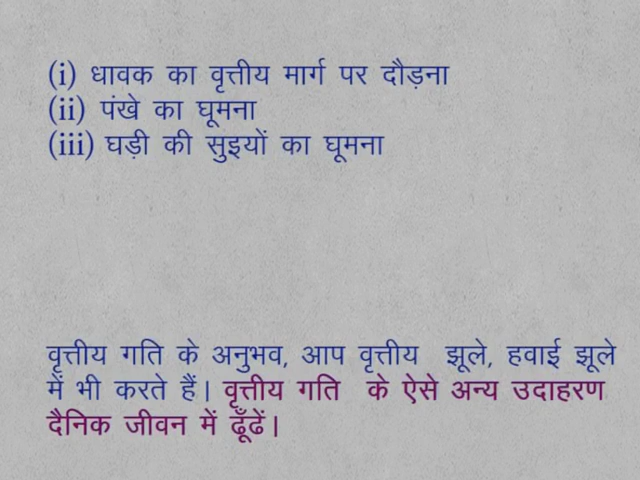 (i) धावक का वृत्तीय मार्ग पर दौड़ना
(ii) पंखे का घूमना
(iii) घड़ी की सुइयों का घूमना
वृत्तीय गति के अनुभव, आप वृत्तीय झूले, हवाई झूले
में भी करते हैं। वृत्तीय गति के ऐसे अन्य उदाहरण
दैनिक जीवन में ढूँढें।